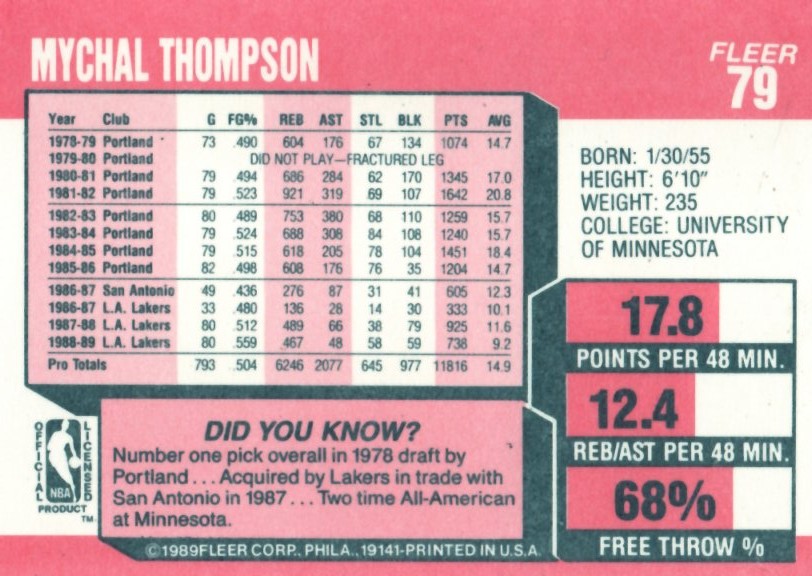 MYCHAL THOMPSON
FLEER
79
Year Club G FG% REB AST STL BLK PTS AVG
1978-79 Portland 73 .490 604 176 67 134 1074 14.7
1979-80 Portland DID NOT PLAY—FRACTURED LEG
1980-81 Portland 79 .494 686 284 62 170 1345 17.0
1981-82 Portland 79 .523 921 319 69 107 1642 20.8
1982-83 Portland 80 .489 753 380 68 110 1259 15.7
1983-84 Portland 79 .524 688 308 84 108 1240 15.7
1984-85 Portland 79 .515 618 205 78 104 1451 18.4
1985-86 Portland 82 .498 608 176 76 35 1204 14.7
1986-87 San Antonio 49 .436 276 87 31 41 605 12.3
1986-87 L.A. Lakers 33 .480 136 28 14 30 333 10.1
1987-88 L.A. Lakers 80 .512 489 66 38 79 925 11.6
1988-89 L.A. Lakers 80 .559 467 48 58 59 738 9.2
Pro Totals 793 .504 6246 2077 645 977 11816 14.9
BORN: 1/30/55
HEIGHT: 6'10"
WEIGHT: 235
COLLEGE: UNIVERSITY
OF MINNESOTA
17.8
POINTS PER 48 MIN.
12.4
REB/AST PER 48 MIN.
68%
FREE THROW %
OFFICIAL
LICENSED
NBA
PRODUCT
TM
DID YOU KNOW?
Number one pick overall in 1978 draft by
Portland . . . Acquired by Lakers in trade with
San Antonio in 1987 . . . Two time All-American
at Minnesota.
©1989 FLEER CORP., PHILA., 19141-PRINTED IN U.S.A.